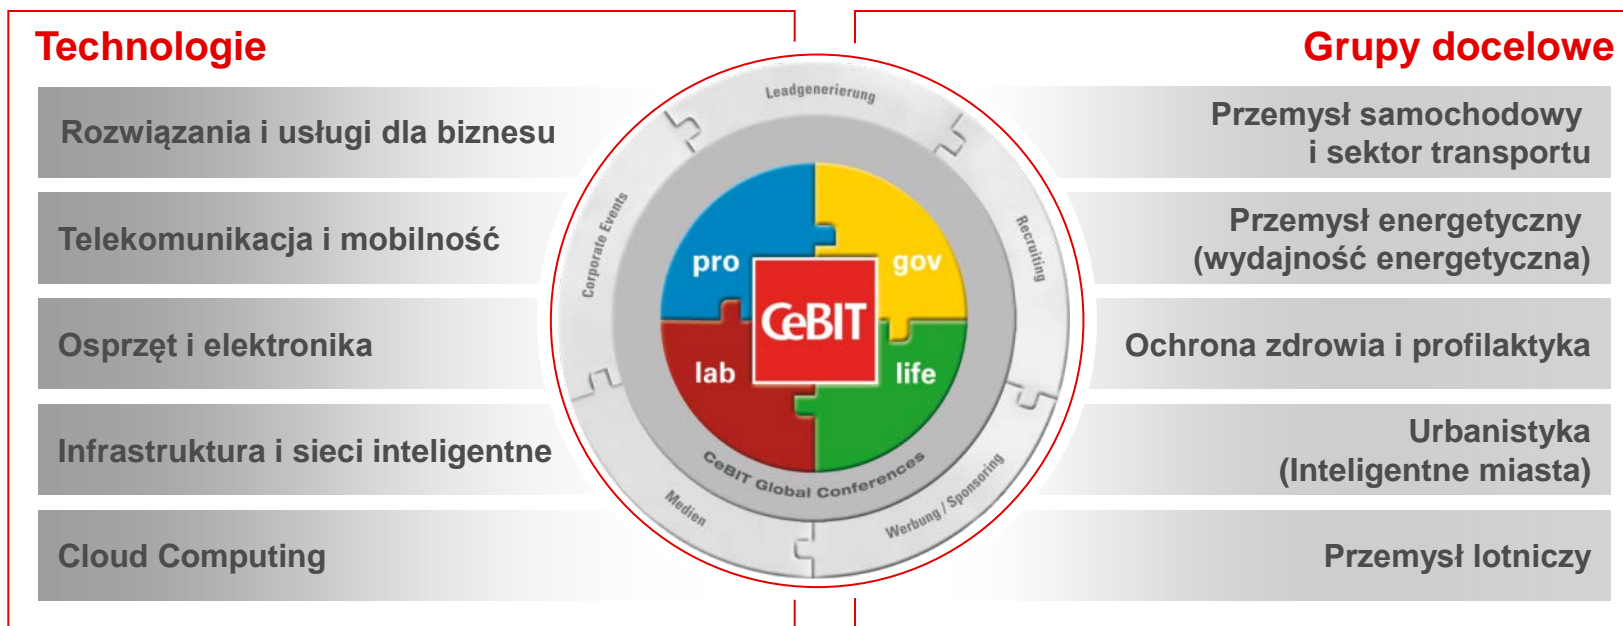 Technologie
Rozwiązania i usługi dla biznesu
Telekomunikacja i mobilność
Osprzęt i elektronika
Infrastruktura i sieci inteligentne
Cloud Computing
Leadgenerierung
Corporate Events
Recruiting
Medien
Werbung / Sponsoring
pro
gov
CeBIT
lab
life
CeBIT Global Conferences
Grupy docelowe
Przemysł samochodowy
i sektor transportu
Przemysł energetyczny
(wydajność energetyczna)
Ochrona zdrowia i profilaktyka
Urbanistyka
(Inteligentne miasta)
Przemysł lotniczy